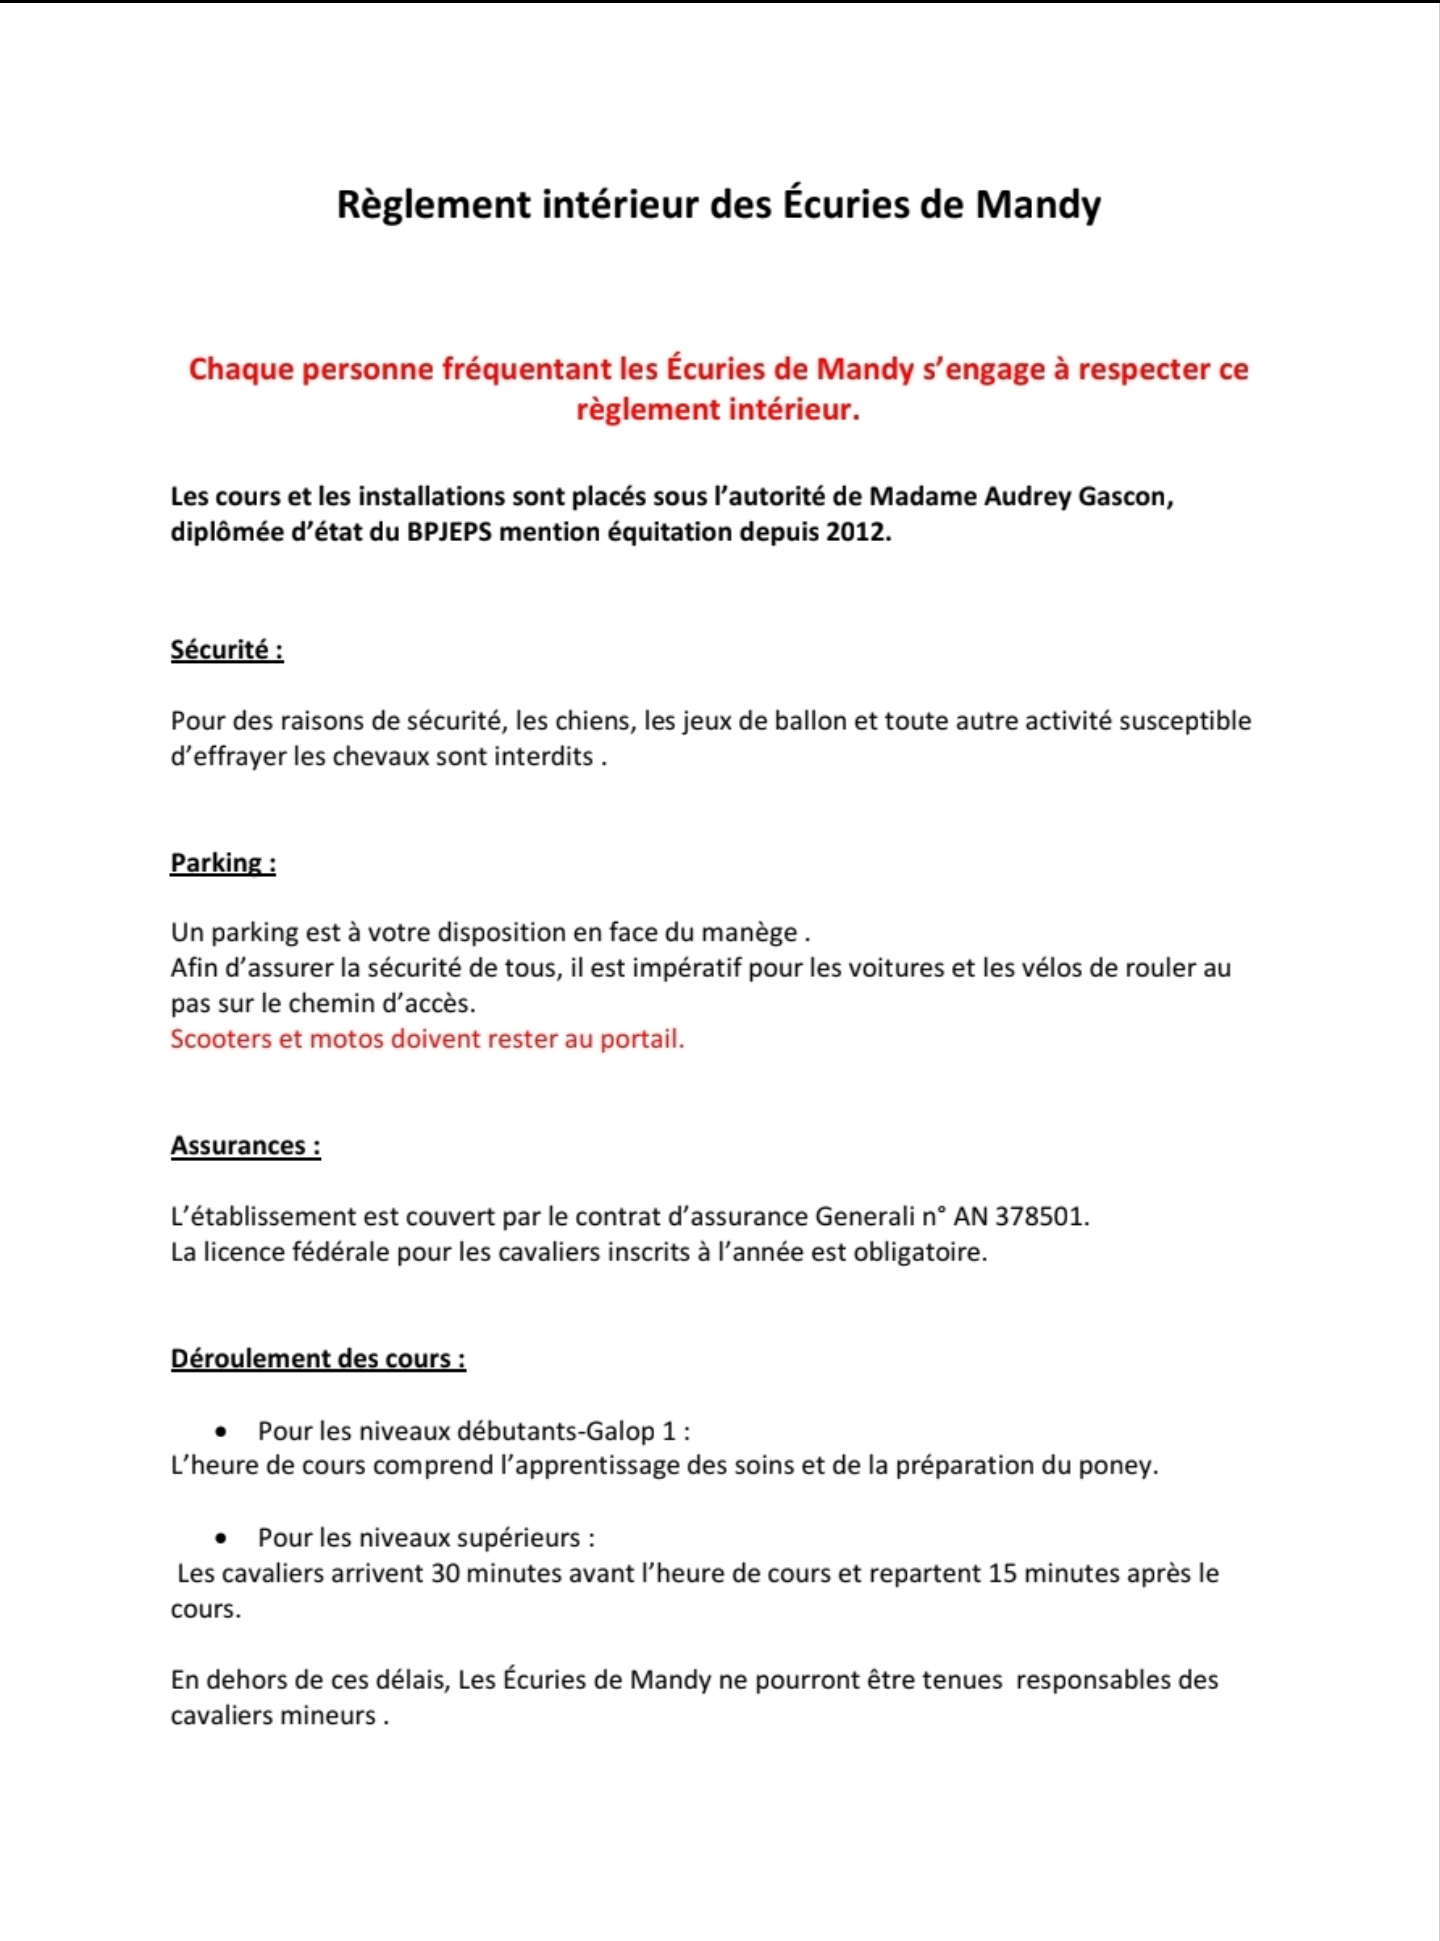 Règlement intérieur des Écuries de Mandy
Chaque personne fréquentant les Écuries de Mandy s’engage à respecter ce
règlement intérieur.
Les cours et les installations sont placés sous l’autorité de Madame Audrey Gascon,
diplômée d’état du BPJEPS mention équitation depuis 2012.
Sécurité :
Pour des raisons de sécurité, les chiens, les jeux de ballon et toute autre activité susceptible
d’effrayer les chevaux sont interdits .
Parking :
Un parking est à votre disposition en face du manège .
Afin d’assurer la sécurité de tous, il est impératif pour les voitures et les vélos de rouler au
pas sur le chemin d’accès.
Scooters et motos doivent rester au portail.
Assurances :
L’établissement est couvert par le contrat d’assurance Generali n° AN 378501.
La licence fédérale pour les cavaliers inscrits à l’année est obligatoire.
Déroulement des cours :
• Pour les niveaux débutants-Galop 1 :
L’heure de cours comprend l’apprentissage des soins et de la préparation du poney.
• Pour les niveaux supérieurs :
Les cavaliers arrivent 30 minutes avant l’heure de cours et repartent 15 minutes après le
cours.
En dehors de ces délais, Les Écuries de Mandy ne pourront être tenues  responsables des
cavaliers mineurs .